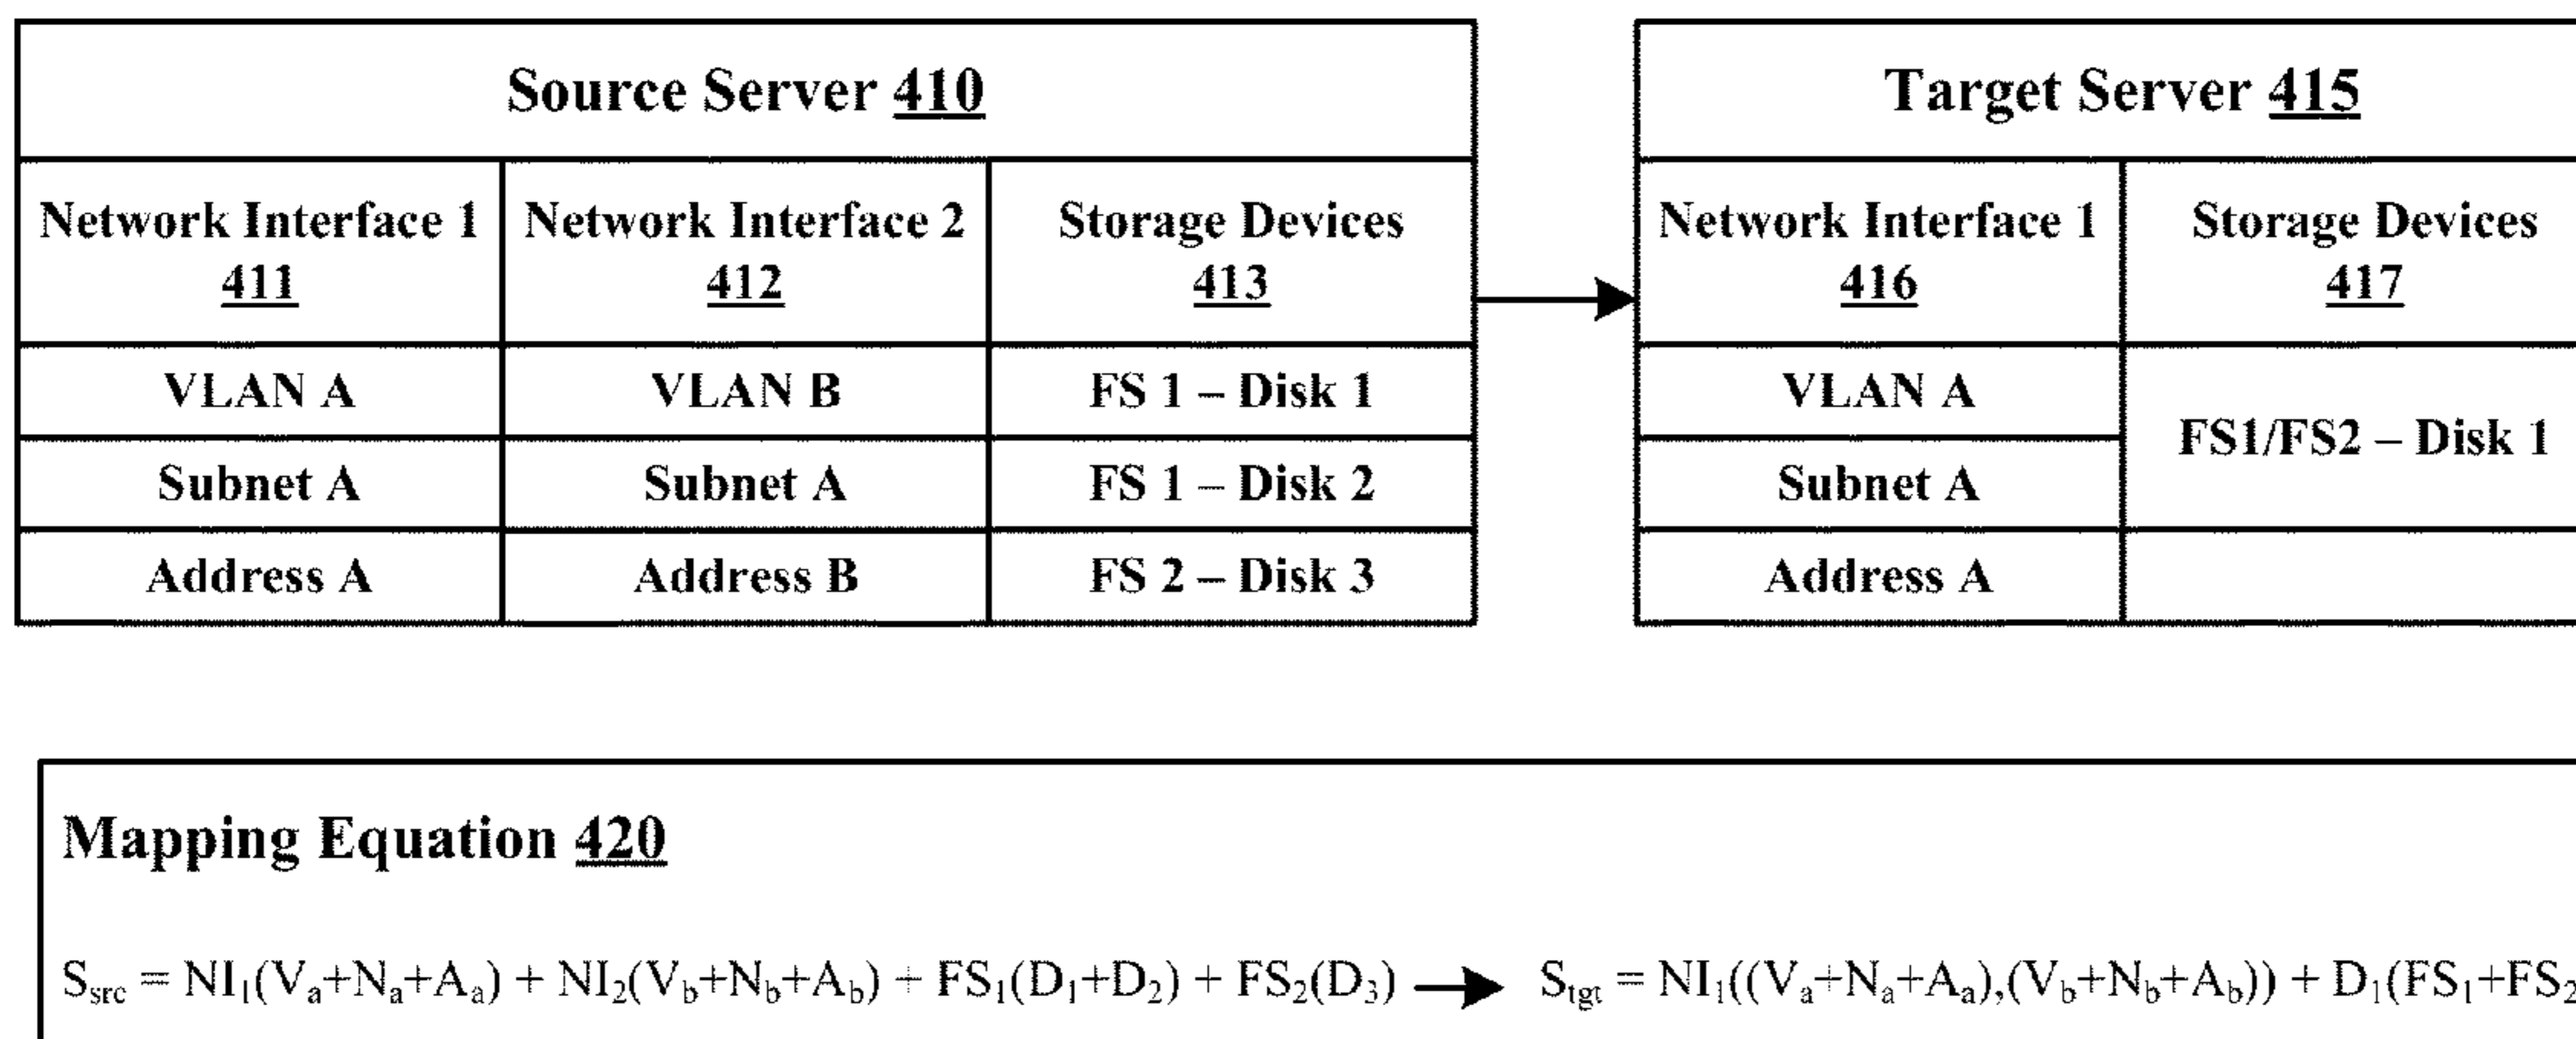 Source Server 410
Network Interface 1
411
Network Interface 2
412
Storage Devices
413
VLAN A
VLAN B
FS 1 – Disk 1
Subnet A
Subnet A
FS 1 – Disk 2
Address A
Address B
FS 2 – Disk 3
Target Server 415
Network Interface 1
416
Storage Devices
417
VLAN A
FS1/FS2 – Disk 1
Subnet A
Address A
Mapping Equation 420
Ssrc = NI1(Va+Na+Aa) + NI2(Vb+Nb+Ab) + FS1(D1+D2) + FS2(D3) → Stgt = NI1((Va+Na+Aa),(Vb+Nb+Ab)) + D1(FS1+FS2